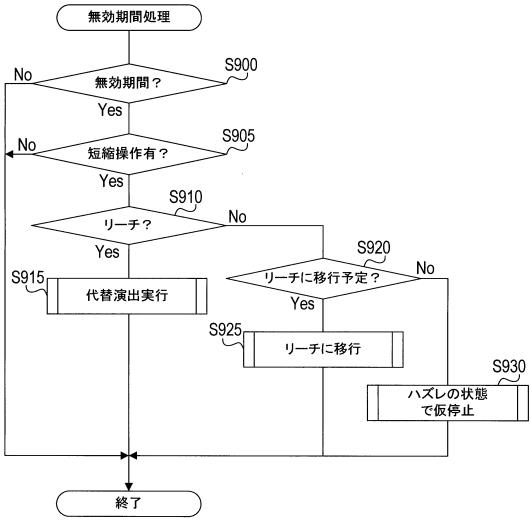 無効期間処理
S900
無効期間？
No
Yes
S905
短縮操作有？
No
Yes
S910
リーチ？
No
Yes
S920
リーチに移行予定？
No
Yes
S915
代替演出実行
S925
リーチに移行
S930
ハズレの状態
で仮停止
終了